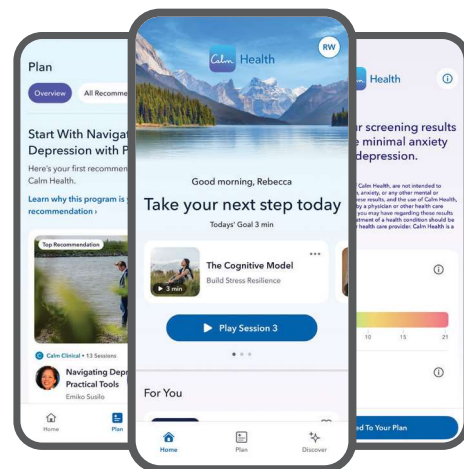 Plan
Overview
All Recomme
Start With Navigat
Depression with P
Here's your first recommen
Calm Health.
Learn why this program is y
recommendation ›
Top Recommendation
Calm Clinical • 13 Sessions
Navigating Depr
Practical Tools
Emiko Susilo
Home
Plan
Calm Health
RW
Good morning, Rebecca
Take your next step today
Todays' Goal 3 min
3 min
The Cognitive Model
Build Stress Resilience
Play Session 3
For You
Home
Plan
Discover
Health
ur screening results
e minimal anxiety
depression.
Calm Health, are not intended to
, anxiety, or any other mental or
ese results, and the use of Calm Health,
by a physician or other health care
you may have regarding these results
atment of a health condition should be
r health care provider. Calm Health is a
10
15
21
ed To Your Plan